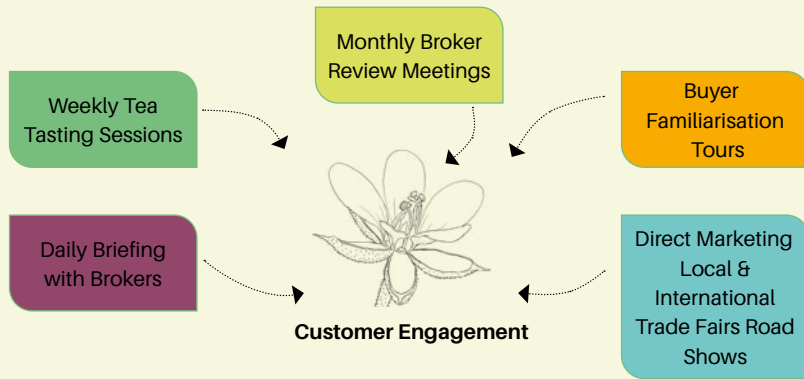 Monthly Broker
Review Meetings
Weekly Tea
Tasting Sessions
Buyer
Familiarisation
Tours
Daily Briefing
with Brokers
Direct Marketing
Local &
International
Trade Fairs Road
Shows
Customer Engagement